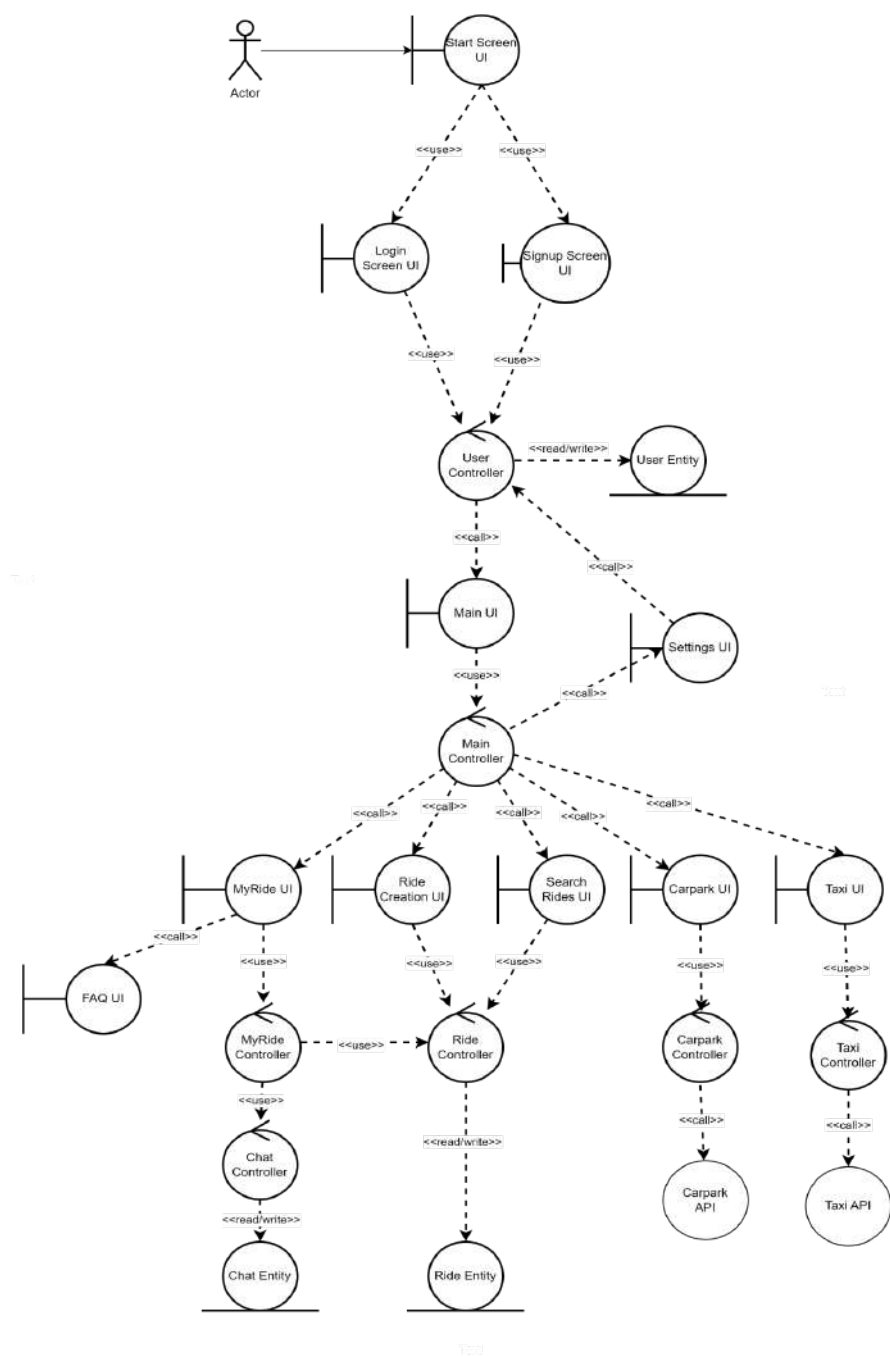 Start Screen
UI
Actor
<<use>>
<<use>>
Login
Screen UI
Signup Screen
UI
<<use>>
<<use>>
User
Controller
<<read/write>>
User Entity
<<call>>
<<call>>
Main UI
Settings UI
<<use>>
<<call>>
Main
Controller
<<call>>
<<call>>
<<call>>
<<call>>
<<call>>
MyRide UI
Ride
Creation UI
Search
Rides UI
Carpark UI
Taxi UI
<<call>>
<<use>>
<<use>>
<<use>>
<<use>>
<<use>>
FAQ UI
MyRide
Controller
<<use>>
Ride
Controller
Carpark
Controller
Taxi
Controller
<<use>>
<<call>>
<<call>>
<<read/write>>
Chat
Controller
Carpark
API
Taxi API
<<read/write>>
Chat Entity
Ride Entity